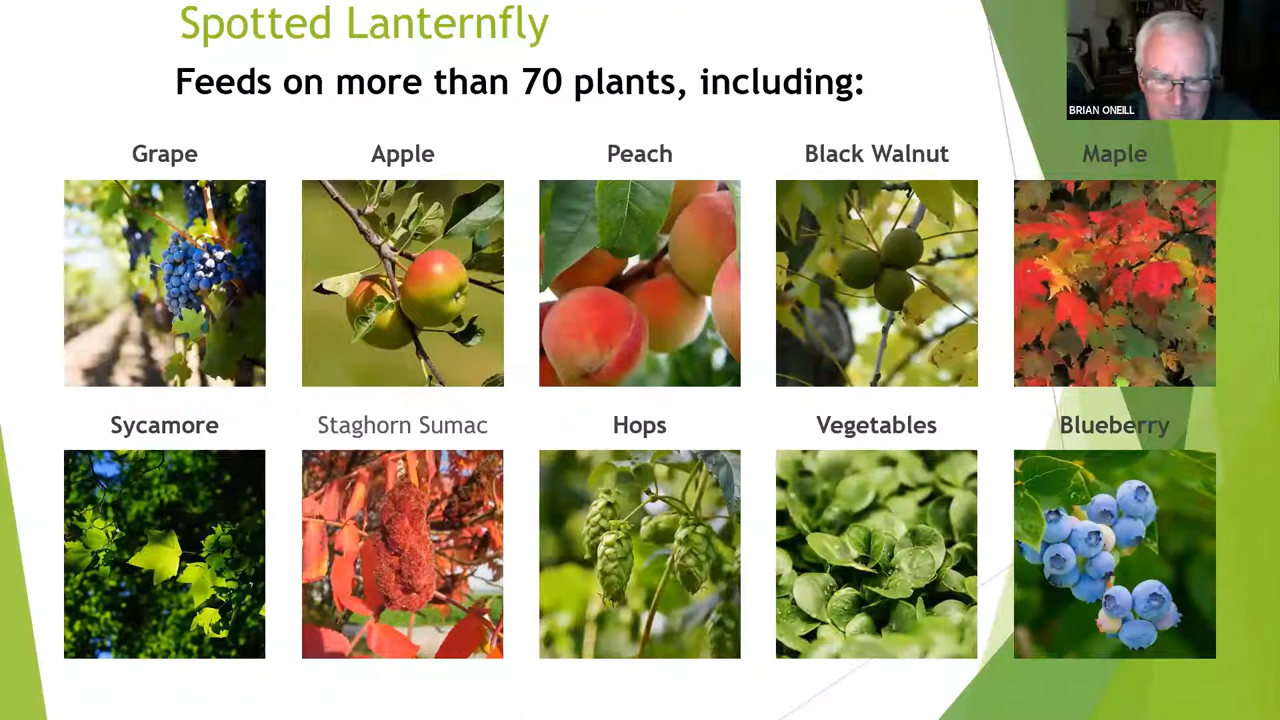 Spotted Lanternfly
Feeds on more than 70 plants, including:
BRIAN ONEILL
Grape
Apple
Peach
Black Walnut
Maple
Sycamore
Staghorn Sumac
Hops
Vegetables
Blueberry